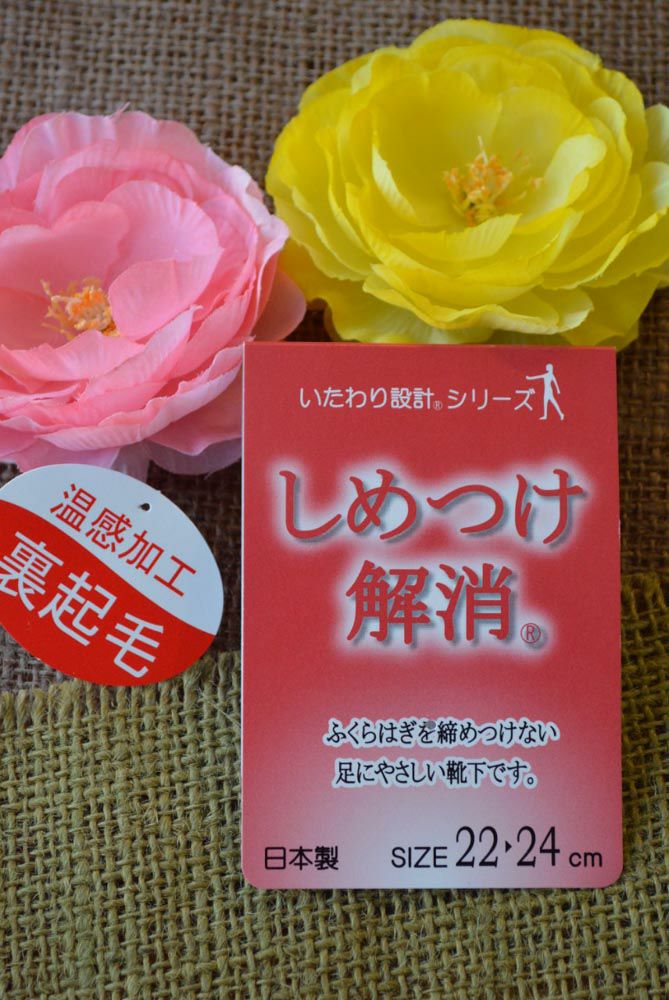 いたわり設計®シリーズ
しめつけ
解消®
ふくらはぎを締めつけない
足にやさしい靴下です。
日本製 SIZE 22▸24 cm
温感加工
裏起毛